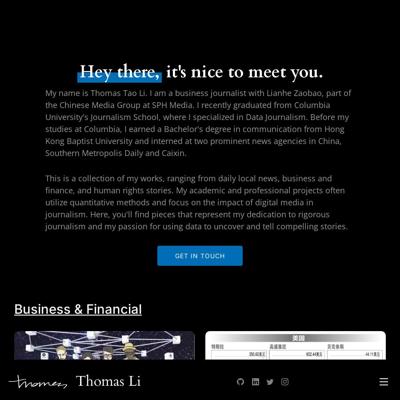 Hey there, it's nice to meet you.
My name is Thomas Tao Li. I am a business journalist with Lianhe Zaobao, part of
the Chinese Media Group at SPH Media. I recently graduated from Columbia
University's Journalism School, where I specialized in Data Journalism. Before my
studies at Columbia, I earned a Bachelor's degree in communication from Hong
Kong Baptist University and interned at two prominent news agencies in China,
Southern Metropolis Daily and Caixin.
This is a collection of my works, ranging from daily local news, business and
finance, and human rights stories. My academic and professional projects often
utilize quantitative methods and focus on the impact of digital media in
journalism. Here, you'll find pieces that represent my dedication to rigorous
journalism and my passion for using data to uncover and tell compelling stories.
GET IN TOUCH
Business & Financial
美国
Thomas Li